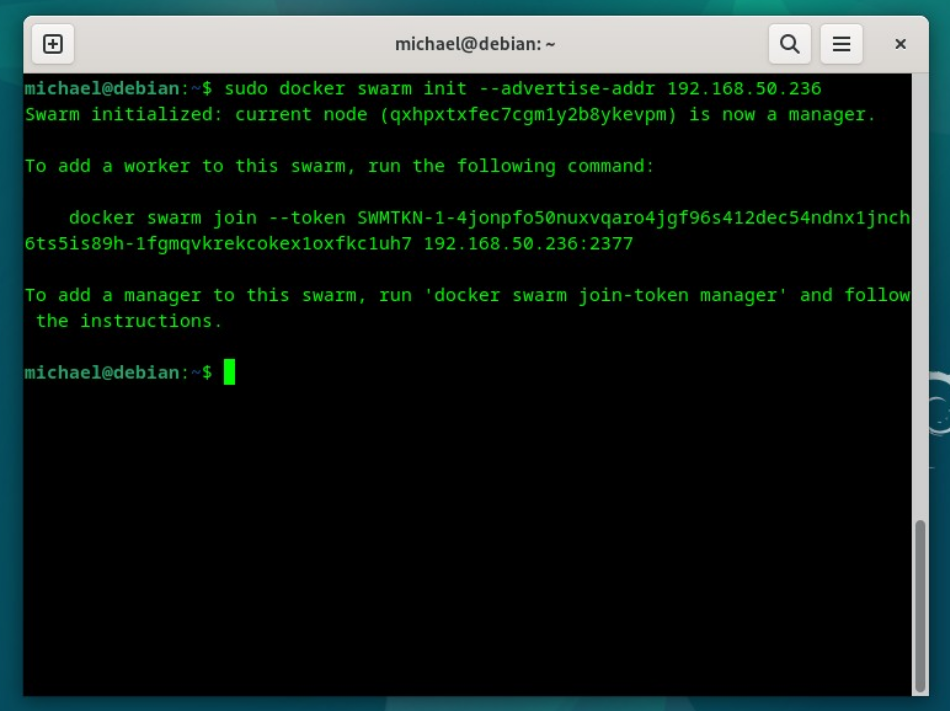 michael@debian: ~
michael@debian:~$ sudo docker swarm init --advertise-addr 192.168.50.236
Swarm initialized: current node (qxhpxtxfec7cgm1y2b8ykevpm) is now a manager.
To add a worker to this swarm, run the following command:
docker swarm join --token SWMTKN-1-4jonpfo50nuxvqaro4jgf96s412dec54ndnx1jnch
6ts5is89h-1fgmqvkrekcokex1oxfkc1uh7 192.168.50.236:2377
To add a manager to this swarm, run 'docker swarm join-token manager' and follow
the instructions.
michael@debian:~$